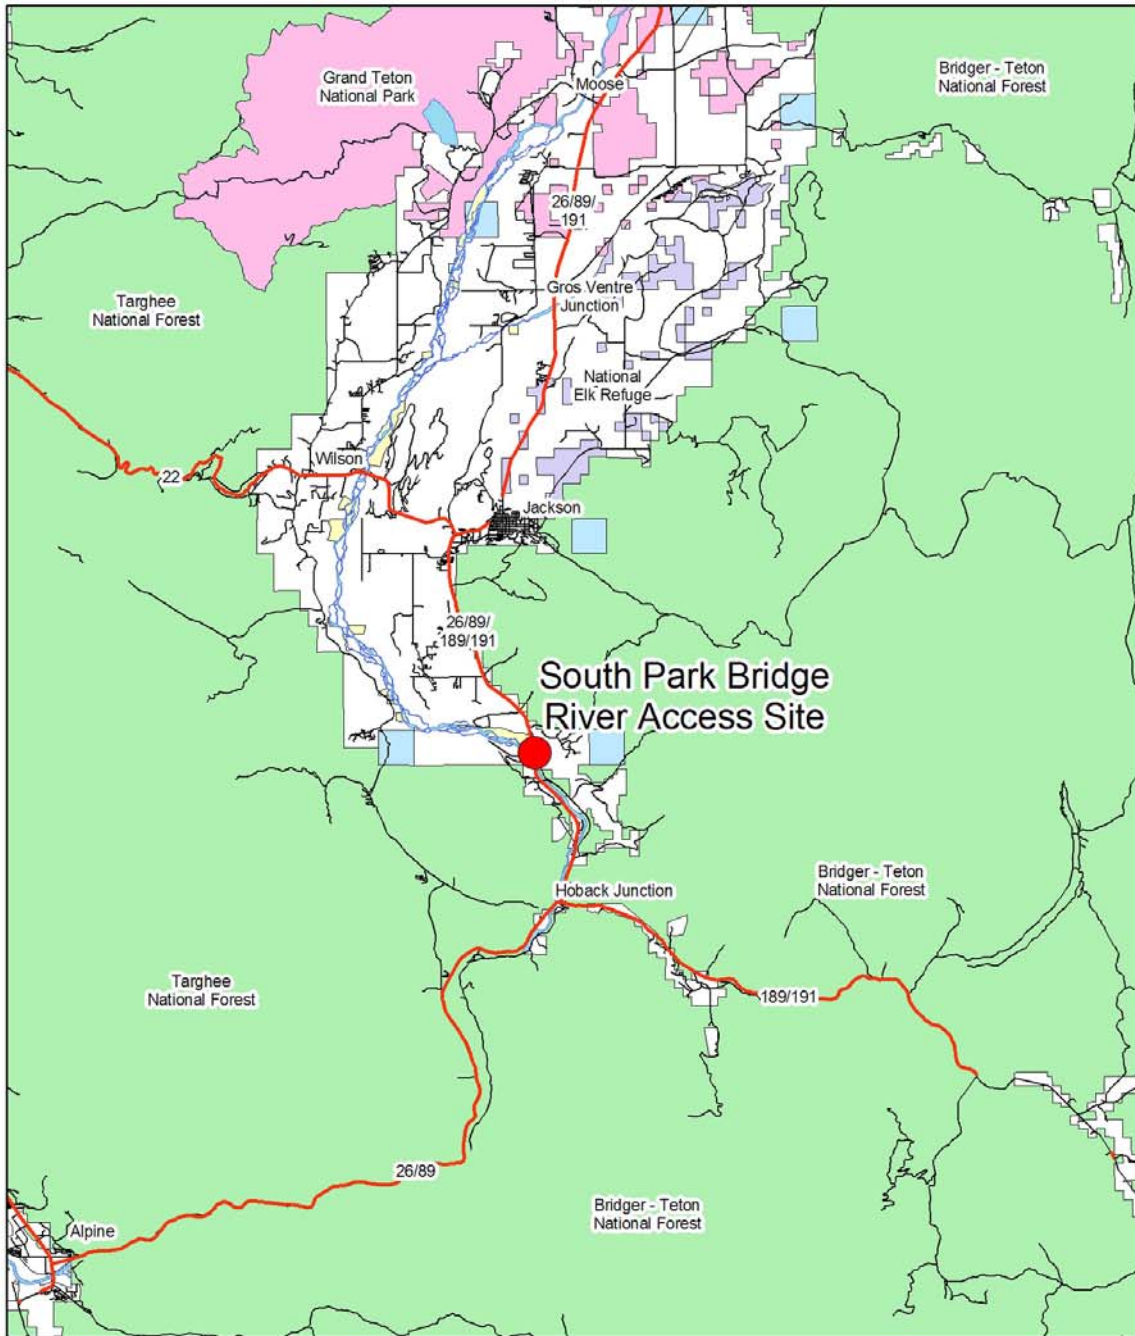 Grand Teton
National Park
Moose
Bridger - Teton
National Forest
26/89/
191
Targhee
National Forest
Gros Ventre
Junction
National
Elk Refuge
Wilson
22
Jackson
26/89/
189/191
South Park Bridge
River Access Site
Hoback Junction
Bridger - Teton
National Forest
Targhee
National Forest
189/191
26/89
Bridger - Teton
National Forest
Alpine